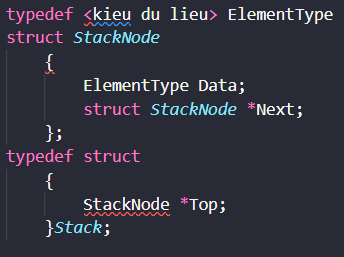 typedef <kieu du lieu> ElementType
struct StackNode
{
ElementType Data;
struct StackNode *Next;
};
typedef struct
{
StackNode *Top;
}Stack;